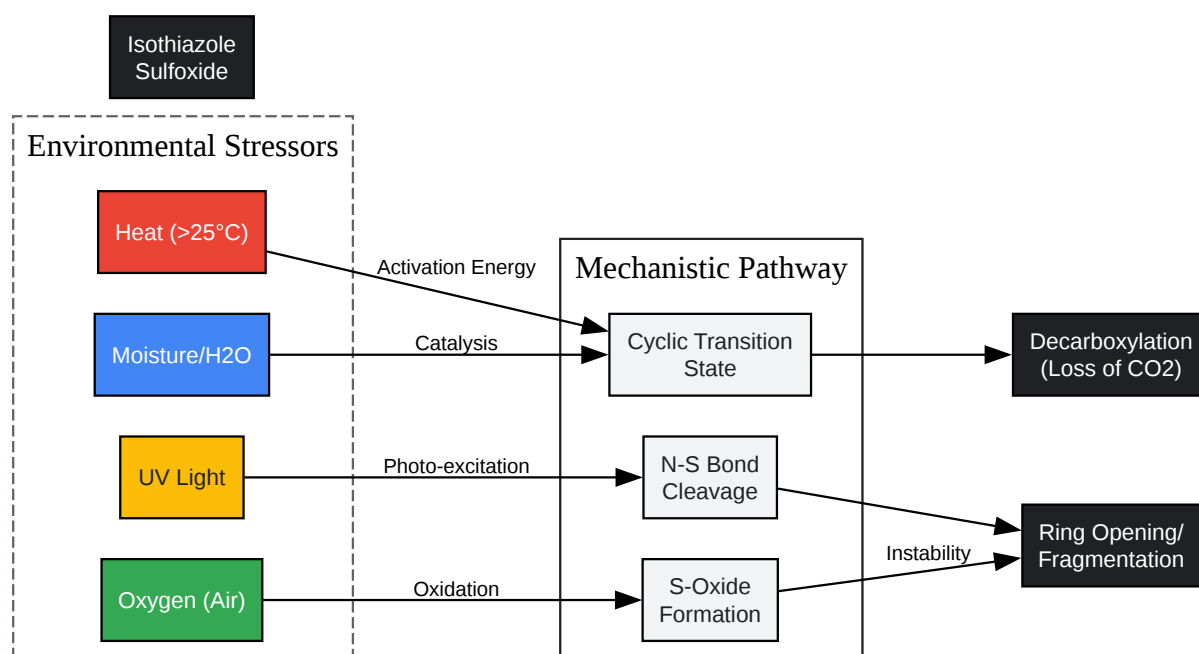 Isothiazole
Sulfoxide
Environmental Stressors
Heat (>25°C)
Activation Energy
Mechanistic Pathway
Moisture/H2O
Catalysis
Cyclic Transition
State
Decarboxylation
(Loss of CO2)
UV Light
Photo-excitation
N-S Bond
Cleavage
Ring Opening/
Fragmentation
Instability
Oxygen (Air)
Oxidation
S-Oxide
Formation